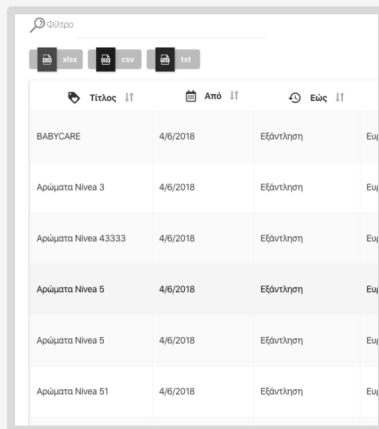 Φίλτρο
xlsx csv txt
Τίτλος Από Εώς
BABYCARE 4/6/2018 Εξάντληση
Αρώματα Nivea 3 4/6/2018 Εξάντληση
Αρώματα Nivea 43333 4/6/2018 Εξάντληση
Αρώματα Nivea 5 4/6/2018 Εξάντληση
Αρώματα Nivea 5 4/6/2018 Εξάντληση
Αρώματα Nivea 51 4/6/2018 Εξάντληση